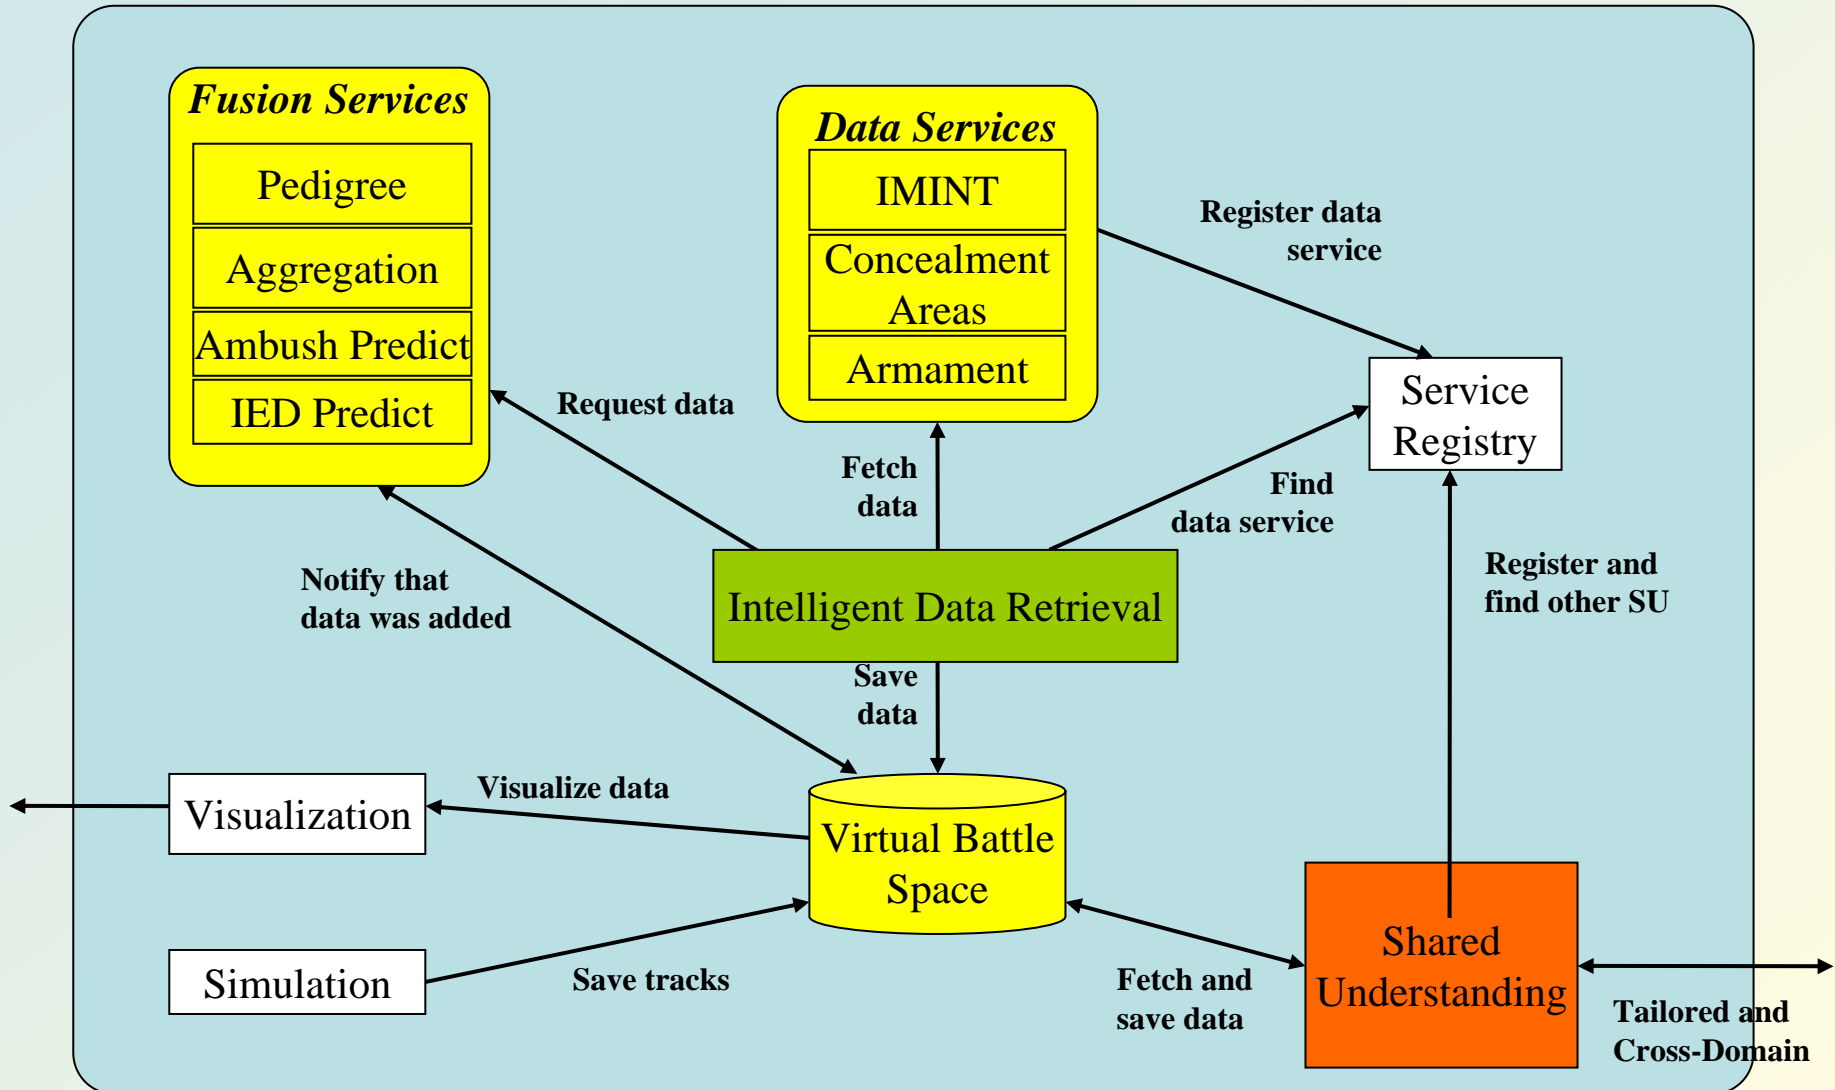 Fusion Services
Pedigree
Aggregation
Ambush Predict
IED Predict
Data Services
IMINT
Concealment
Areas
Armament
Register data
service
Service
Registry
Request data
Fetch
data
Find
data service
Notify that
data was added
Intelligent Data Retrieval
Register and
find other SU
Save
data
Visualization
Visualize data
Virtual Battle
Space
Simulation
Save tracks
Fetch and
save data
Shared
Understanding
Tailored and
Cross-Domain